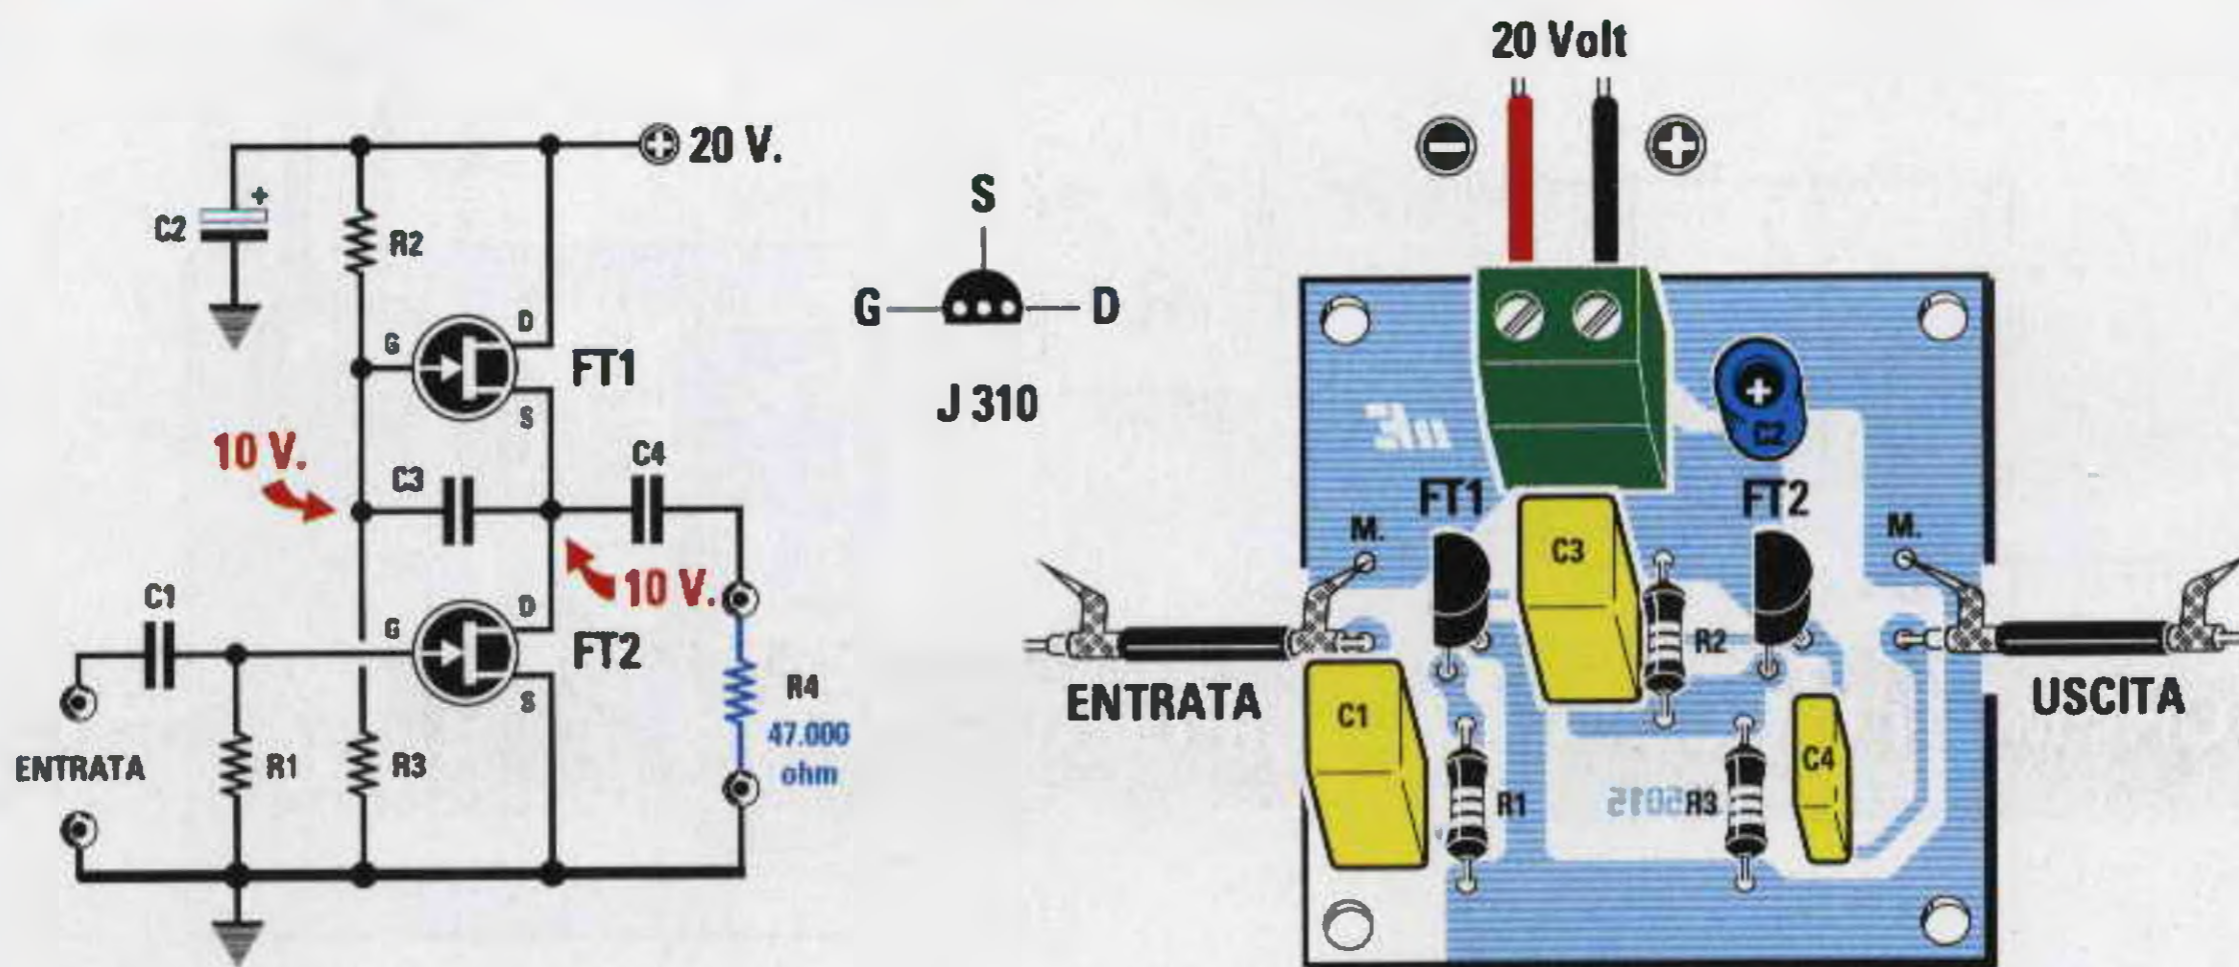 20 V.
C2
+
R2
D
G
FT1
S
10 V.
C3
C4
10 V.
C1
D
G
FT2
S
R4
47.000
ohm
ENTRATA
R1
R3
S
G
D
J 310
20 Volt
FT1
FT2
C2
M.
M.
C3
R2
ENTRATA
USCITA
C1
C4
R1
R3